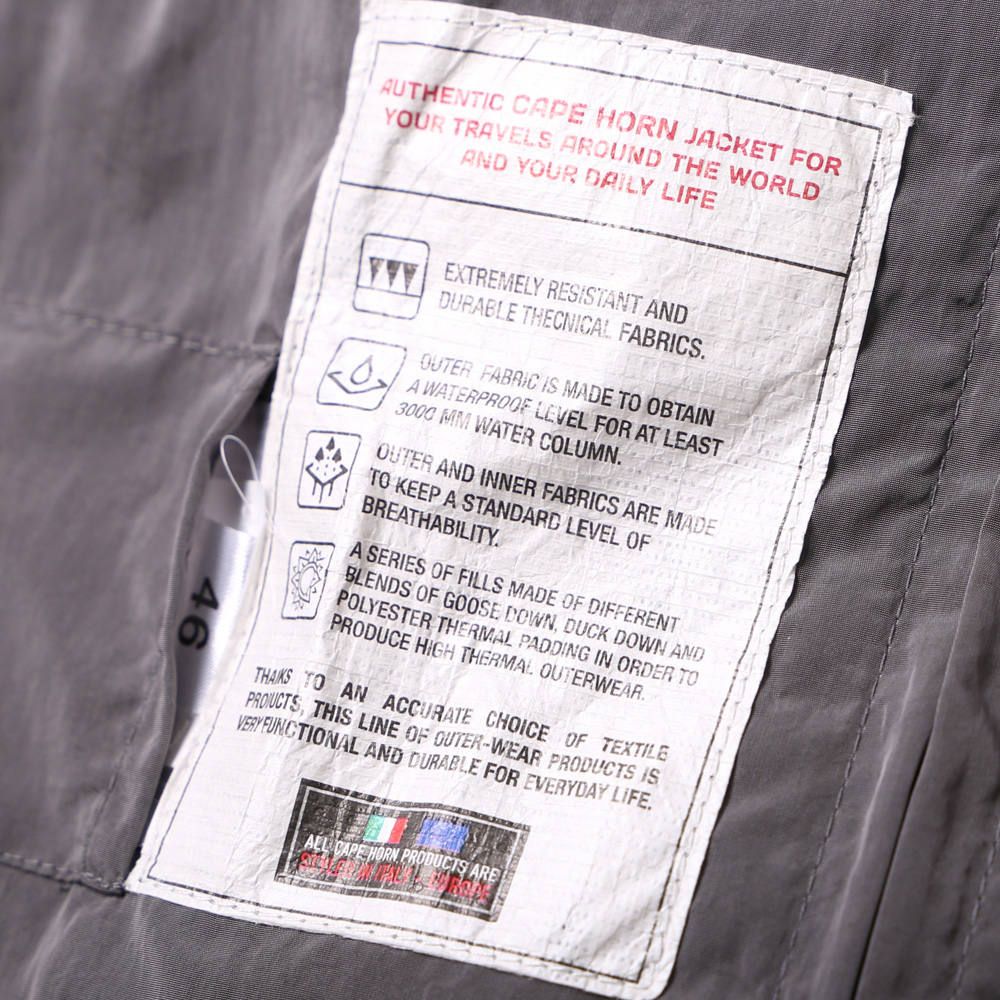 AUTHENTIC CAPE HORN JACKET FOR
YOUR TRAVELS AROUND THE WORLD
AND YOUR DAILY LIFE
EXTREMELY RESISTANT AND
DURABLE THECNICAL FABRICS.
OUTER FABRIC IS MADE TO OBTAIN
A WATERPROOF LEVEL FOR AT LEAST
3000 MM WATER COLUMN.
OUTER AND INNER FABRICS ARE MADE
TO KEEP A STANDARD LEVEL OF
BREATHABILITY.
A SERIES OF FILLS MADE OF DIFFERENT
BLENDS OF GOOSE DOWN, DUCK DOWN AND
POLYESTER THERMAL PADDING IN ORDER TO
PRODUCE HIGH THERMAL OUTERWEAR.
THANKS TO AN ACCURATE CHOICE OF TEXTILE
PRODUCTS, THIS LINE OF OUTER-WEAR PRODUCTS IS
VERY FUNCTIONAL AND DURABLE FOR EVERYDAY LIFE.
ALL CAPE HORN PRODUCTS ARE
STYLED IN ITALY - EUROPE
46